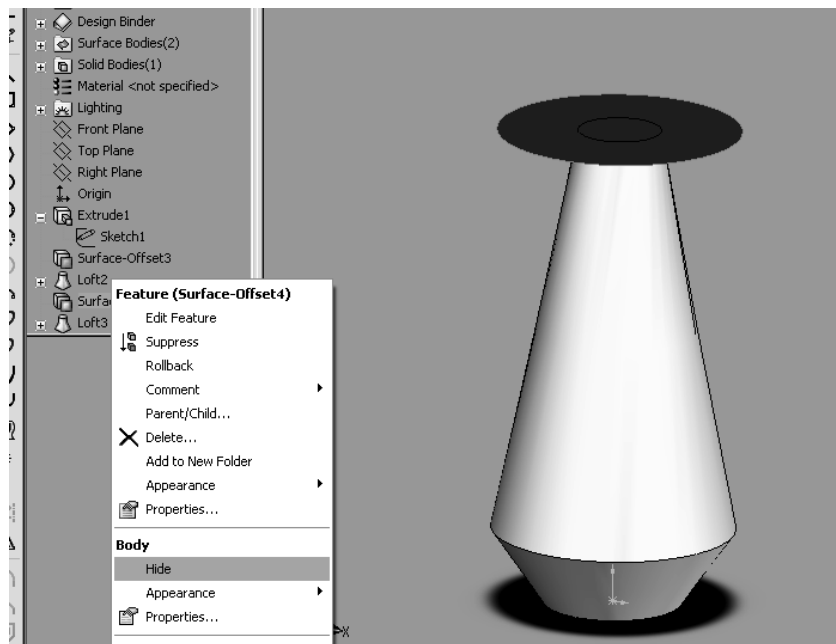 Design Binder
Surface Bodies(2)
Solid Bodies(1)
Material <not specified>
Lighting
Front Plane
Top Plane
Right Plane
Origin
Extrude1
Sketch1
Surface-Offset3
Loft2
Surfa
Loft3
Feature (Surface-Offset4)
Edit Feature
Suppress
Rollback
Comment
Parent/Child...
Delete...
Add to New Folder
Appearance
Properties...
Body
Hide
Appearance
Properties...
X